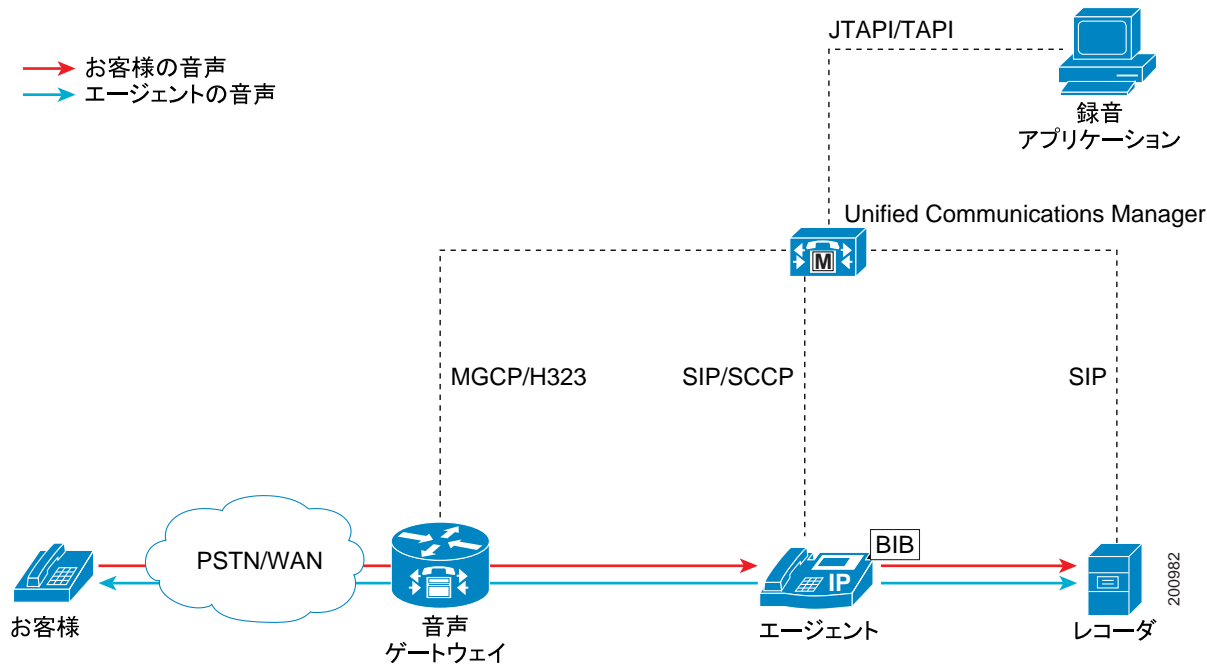 JTAPI/TAPI
お客様の音声
エージェントの音声
録音
アプリケーション
Unified Communications Manager
M
MGCP/H323
SIP/SCCP
SIP
PSTN/WAN
BIB
IP
200982
お客様
音声
ゲートウェイ
エージェント
レコーダ